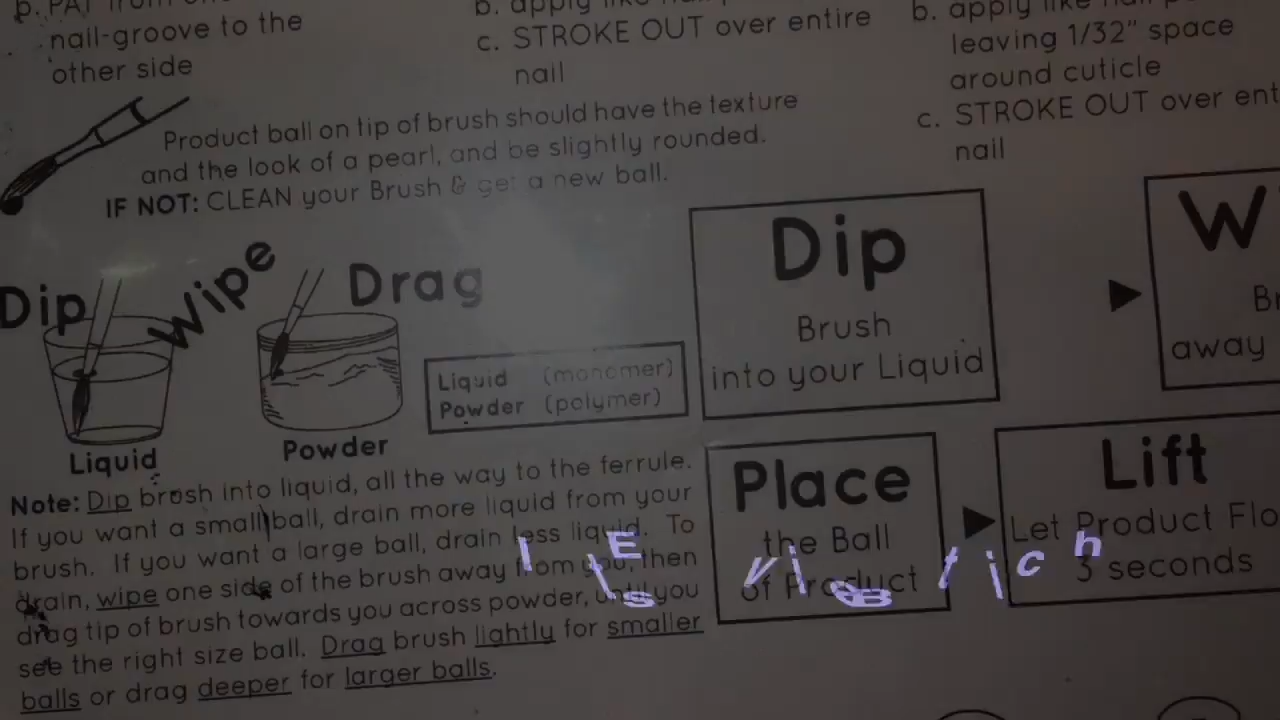 b. PAT from
nail-groove to the
other side
b. apply like
c. STROKE OUT over entire
nail
b. apply like
leaving 1/32" space
around cuticle
c. STROKE OUT over
nail
Product ball on tip of brush should have the texture
and the look of a pearl, and be slightly rounded.
IF NOT: CLEAN your Brush & get a new ball.
Dip
Wipe
Drag
Liquid
Powder
Liquid (monomer)
Powder (polymer)
Dip
Brush
into your Liquid
W
away
Note: Dip brush into liquid, all the way to the ferrule.
If you want a small ball, drain more liquid from your
brush. If you want a large ball, drain less liquid. To
drain, wipe one side of the brush away from you, then
drag tip of brush towards you across powder, until you
see the right size ball. Drag brush lightly for smaller
balls or drag deeper for larger balls.
Place
the Ball
of Product
Lift
Let Product
3 seconds